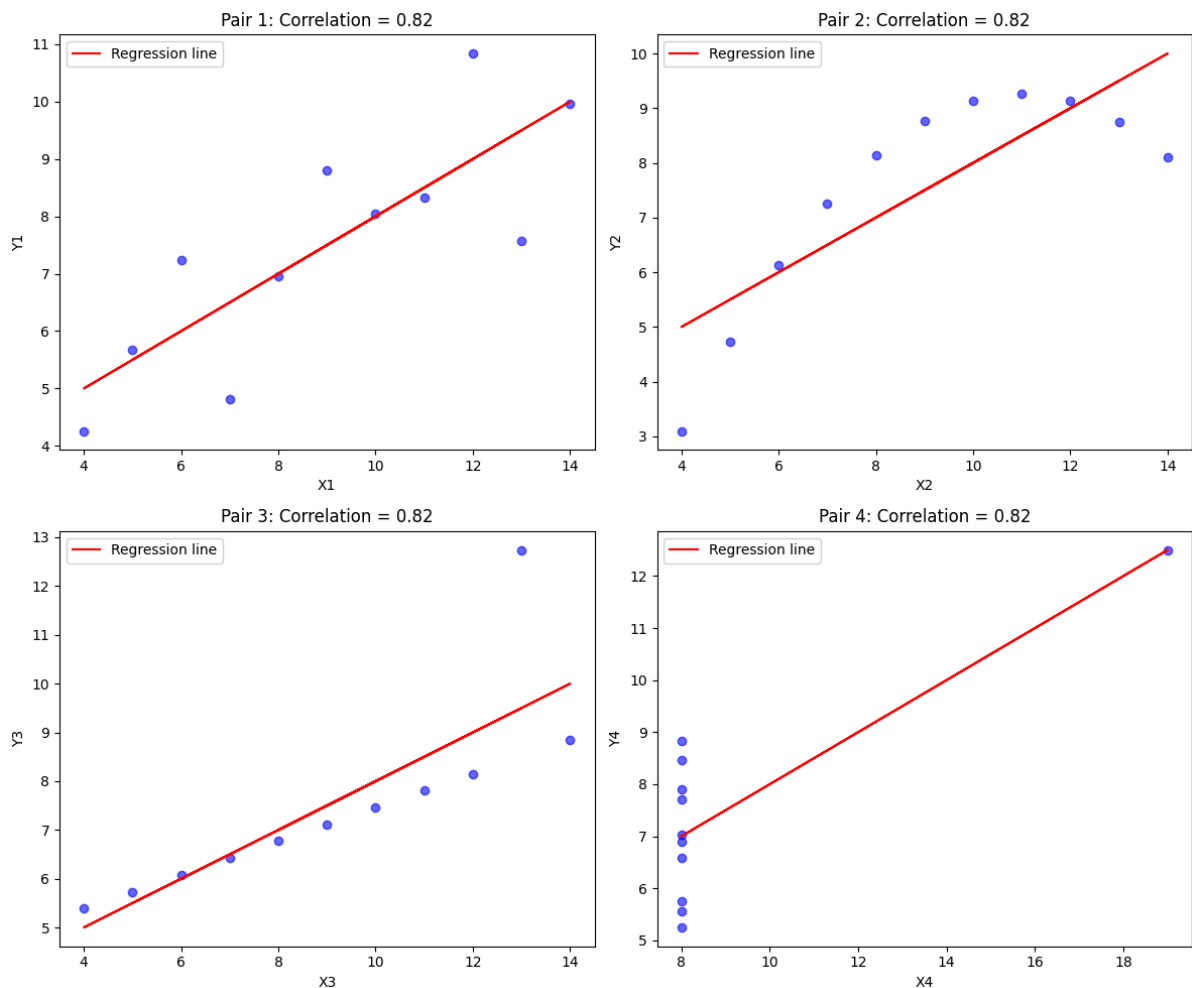 Pair 1: Correlation = 0.82
Regression line
11
10
9
8
7
6
5
4
Y1
4 6 8 10 12 14
X1
Pair 2: Correlation = 0.82
Regression line
10
9
8
7
6
5
4
3
Y2
4 6 8 10 12 14
X2
Pair 3: Correlation = 0.82
Regression line
13
12
11
10
9
8
7
6
5
Y3
4 6 8 10 12 14
X3
Pair 4: Correlation = 0.82
Regression line
12
11
10
9
8
7
6
5
Y4
8 10 12 14 16 18
X4